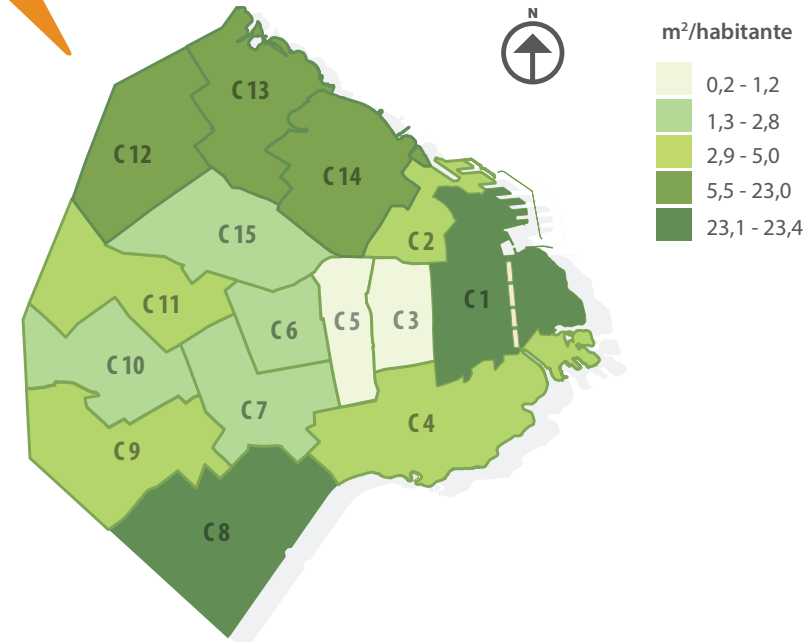 N
m²/habitante
0,2 - 1,2
1,3 - 2,8
2,9 - 5,0
5,5 - 23,0
23,1 - 23,4
C 13
C 12
C 14
C 15
C 2
C 11
C 1
C 5
C 3
C 6
C 10
C 7
C 4
C 9
C 8